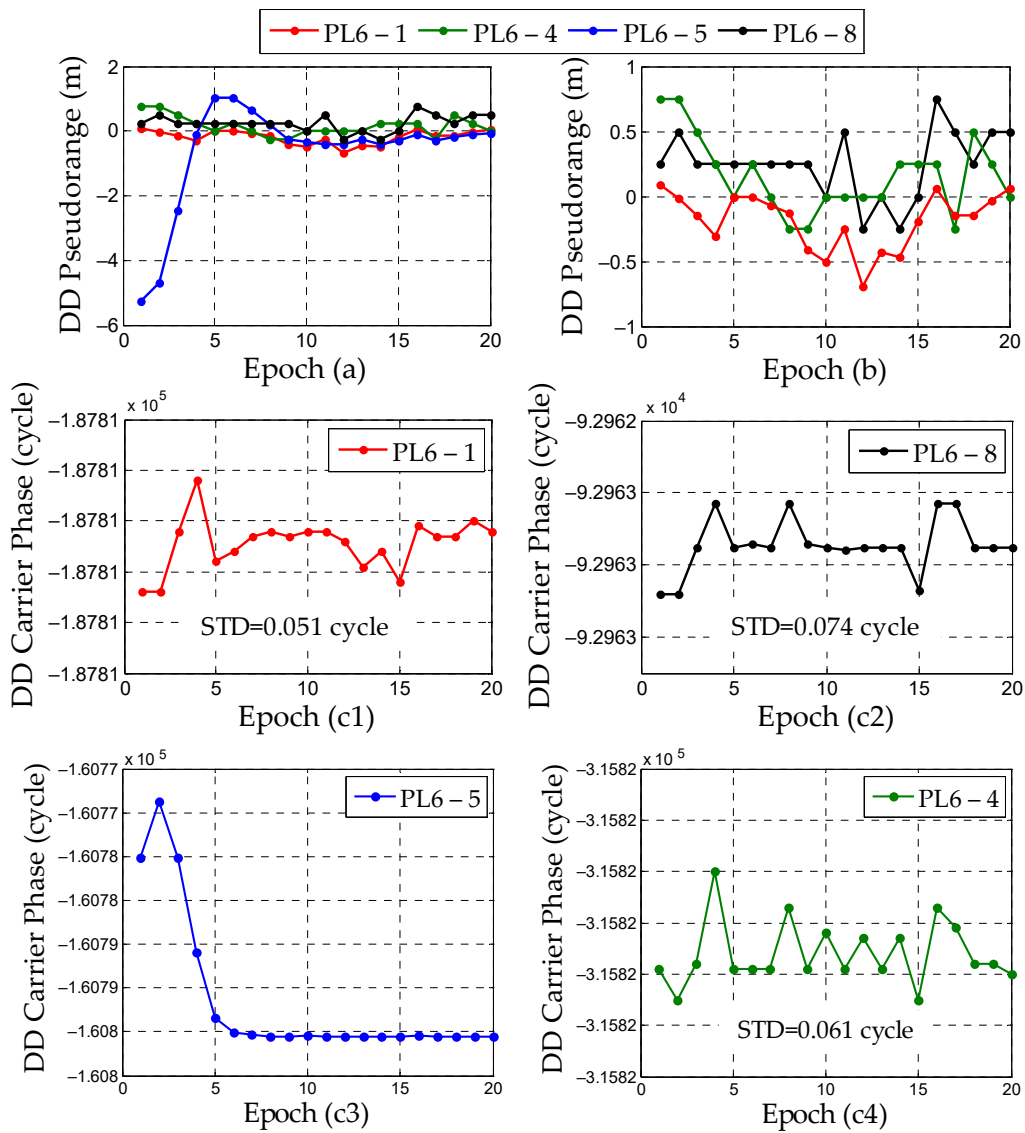 PL6 – 1 PL6 – 4 PL6 – 5 PL6 – 8
DD Pseudorange (m)
2
0
−2
−4
−6
0 5 10 15 20
Epoch (a)
DD Pseudorange (m)
1
0.5
0
−0.5
−1
0 5 10 15 20
Epoch (b)
DD Carrier Phase (cycle)
x 10 5
−1.8781
−1.8781
−1.8781
−1.8781
−1.8781
−1.8781
PL6 – 1
STD=0.051 cycle
0 5 10 15 20
Epoch (c1)
DD Carrier Phase (cycle)
x 10 4
−9.2962
−9.2963
−9.2963
−9.2963
PL6 – 8
STD=0.074 cycle
0 5 10 15 20
Epoch (c2)
DD Carrier Phase (cycle)
x 10 5
−1.6077
−1.6077
−1.6078
−1.6078
−1.6079
−1.6079
−1.608
−1.608
PL6 – 5
0 5 10 15 20
Epoch (c3)
DD Carrier Phase (cycle)
x 10 5
−3.1582
−3.1582
−3.1582
−3.1582
−3.1582
−3.1582
−3.1582
PL6 – 4
STD=0.061 cycle
0 5 10 15 20
Epoch (c4)